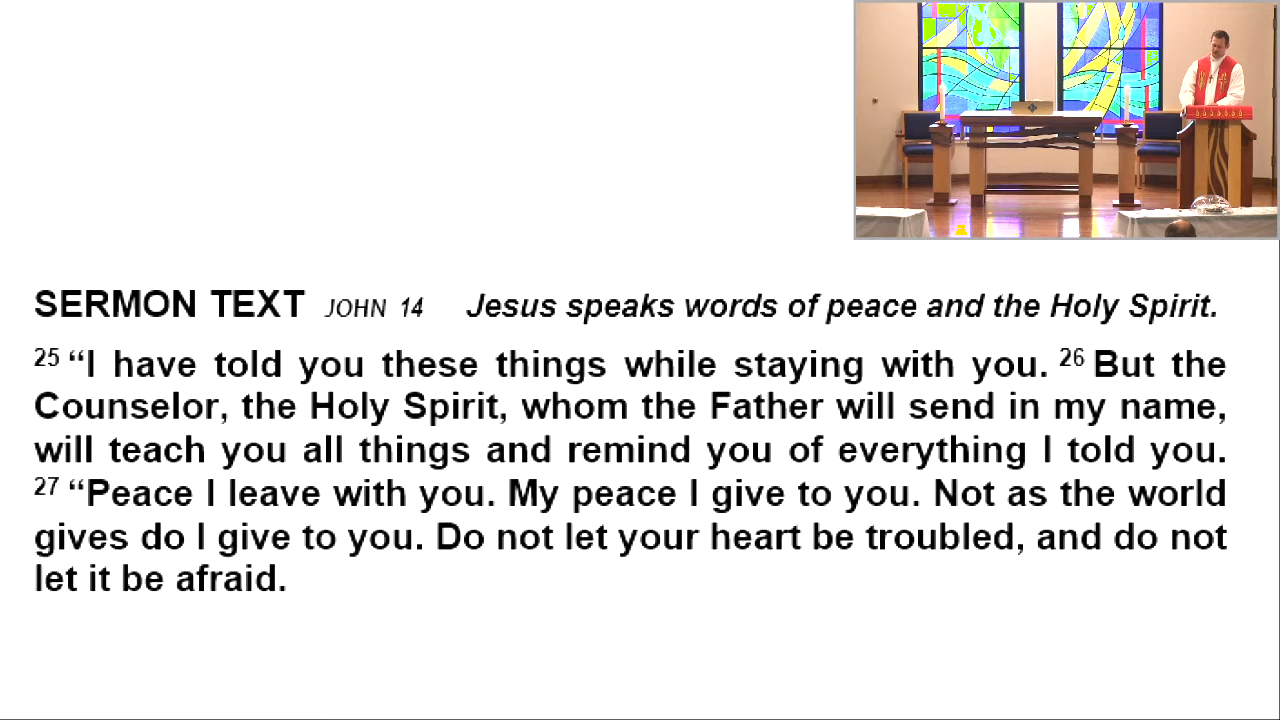 SERMON TEXT JOHN 14 Jesus speaks words of peace and the Holy Spirit.
25 “I have told you these things while staying with you. 26 But the
Counselor, the Holy Spirit, whom the Father will send in my name,
will teach you all things and remind you of everything I told you.
27 “Peace I leave with you. My peace I give to you. Not as the world
gives do I give to you. Do not let your heart be troubled, and do not
let it be afraid.